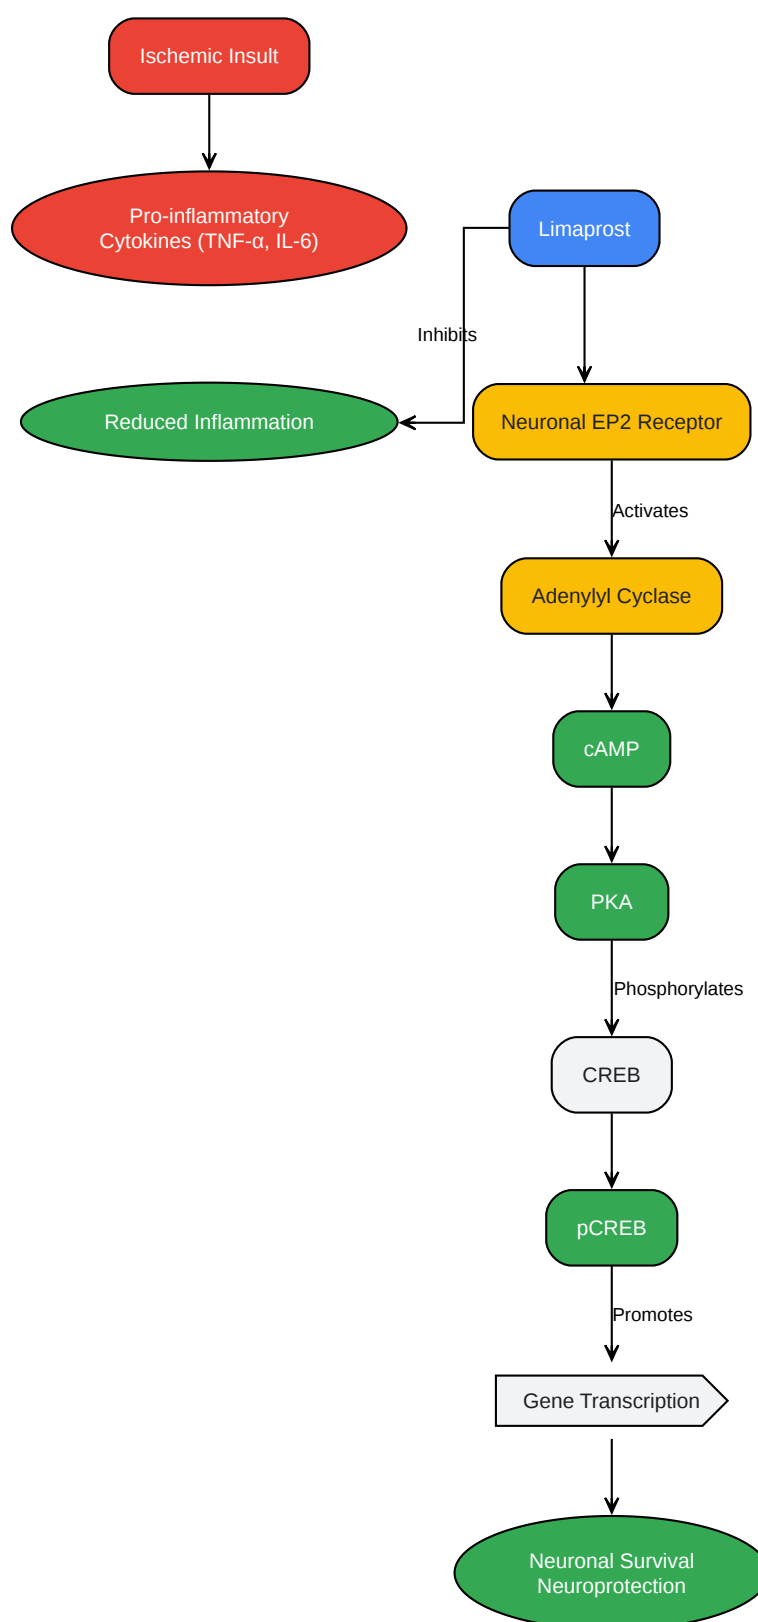 Ischemic Insult
Pro-inflammatory
Cytokines (TNF-α, IL-6)
Limaprost
Inhibits
Reduced Inflammation
Neuronal EP2 Receptor
Activates
Adenylyl Cyclase
cAMP
PKA
Phosphorylates
CREB
pCREB
Promotes
Gene Transcription
Neuronal Survival
Neuroprotection